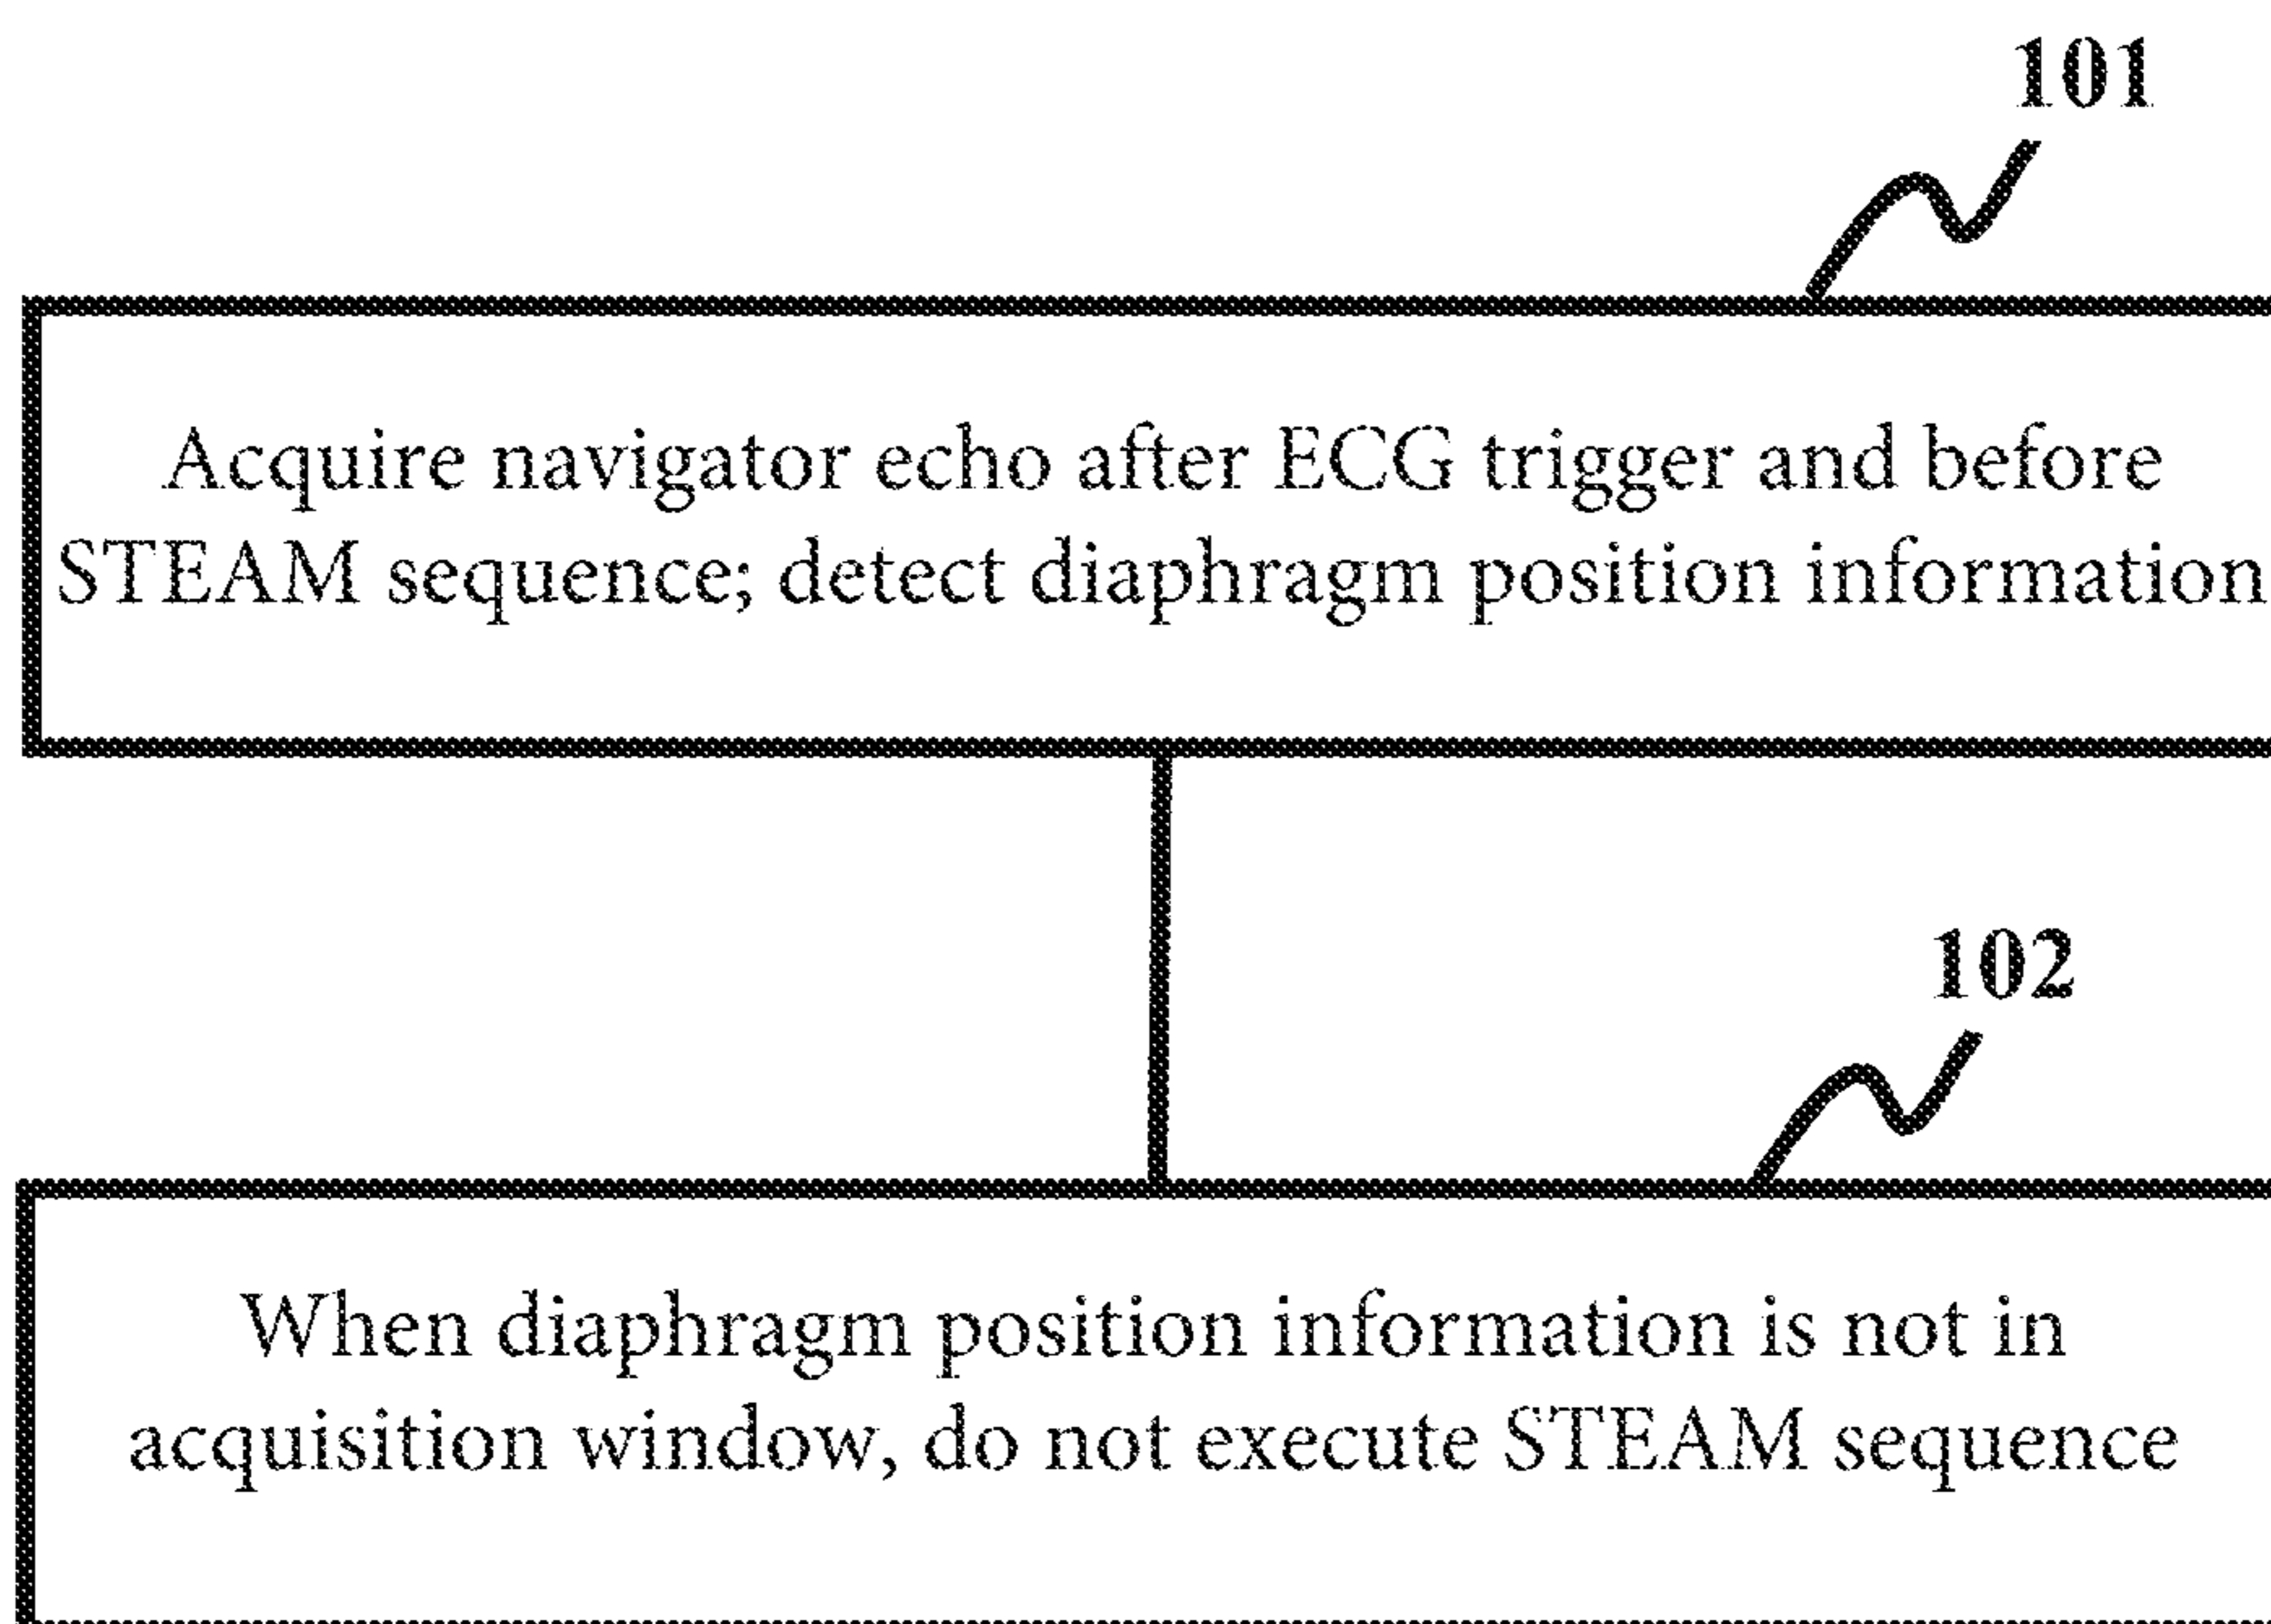 101
Acquire navigator echo after ECG trigger and before
STEAM sequence; detect diaphragm position information
102
When diaphragm position information is not in
acquisition window, do not execute STEAM sequence